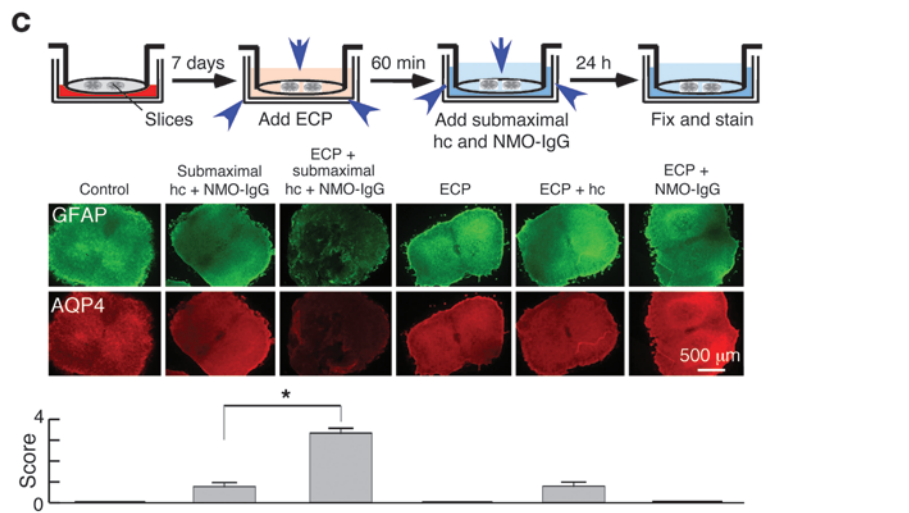 C
7 days
60 min
24 h
Slices
Add ECP
Add submaximal
hc and NMO-IgG
Fix and stain
Control
Submaximal
hc + NMO-IgG
ECP +
submaximal
hc + NMO-IgG
ECP
ECP + hc
ECP +
NMO-IgG
GFAP
AQP4
500 μm
*
4
Score
0